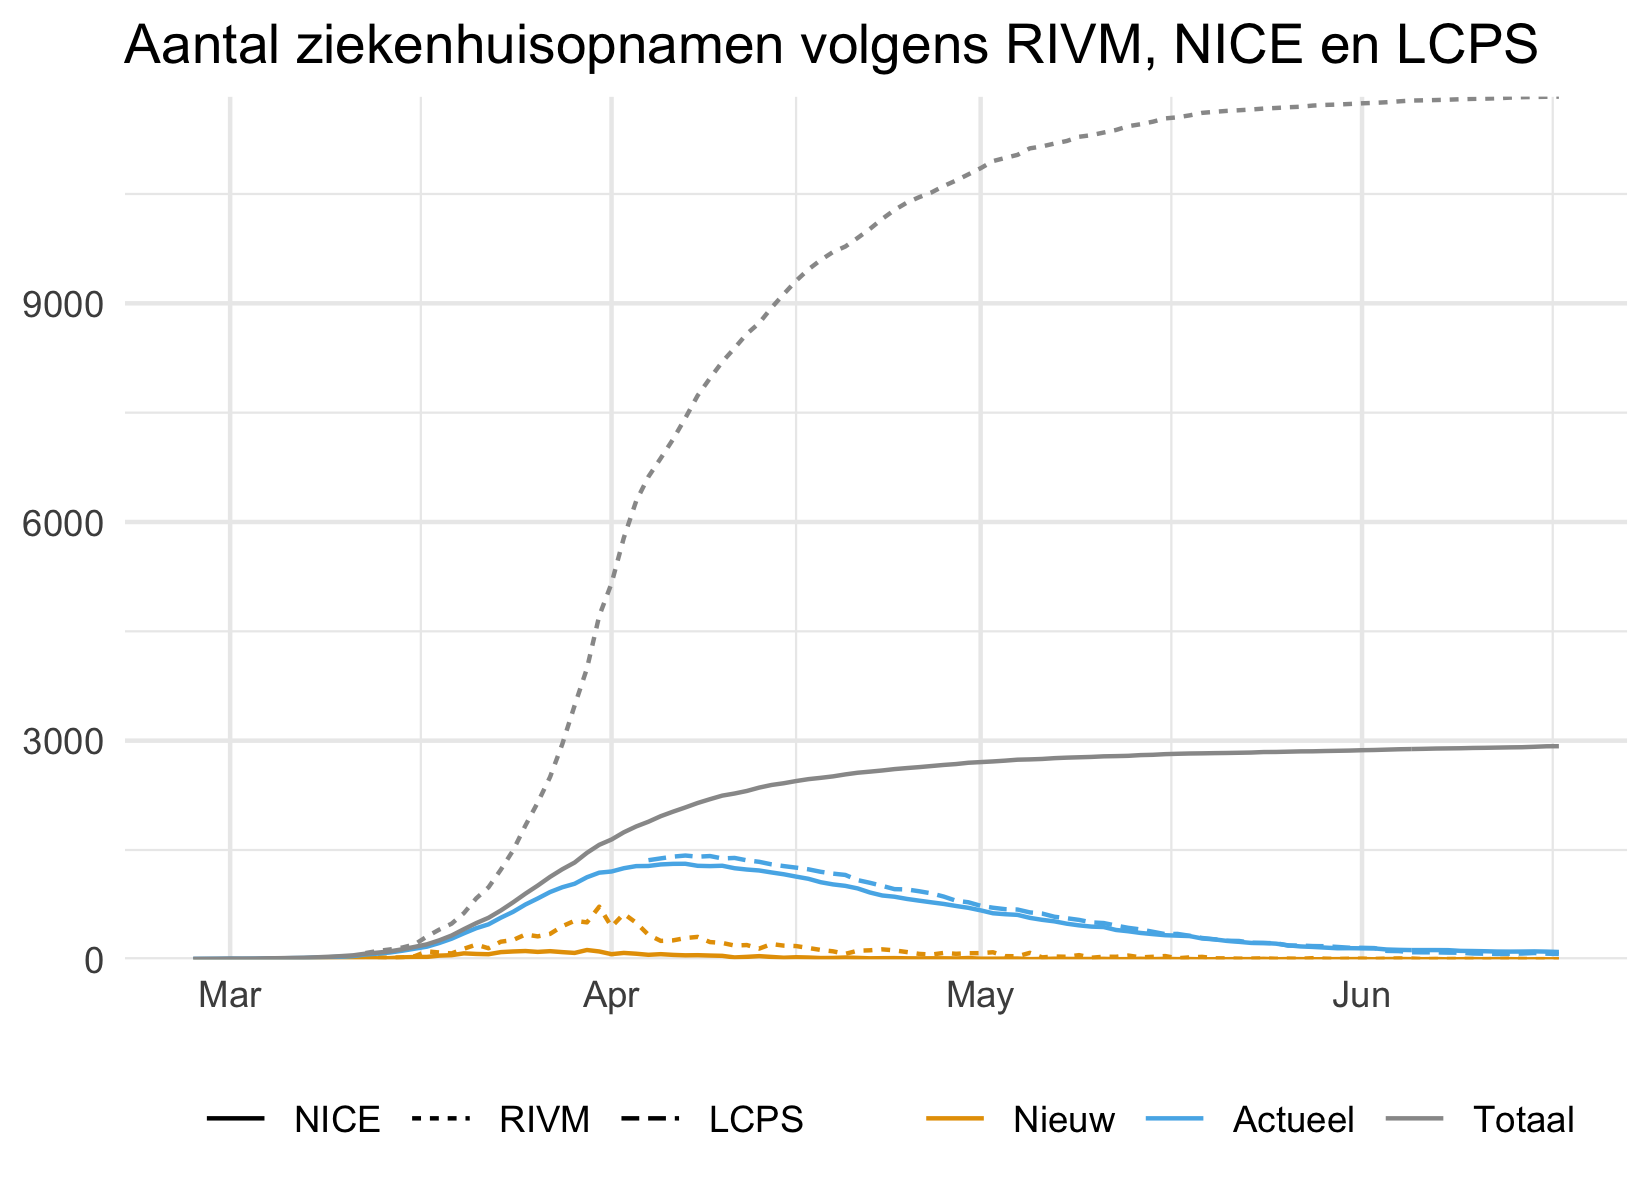 Aantal ziekenhuisopnamen volgens RIVM, NICE en LCPS
9000
6000
3000
0
Mar Apr May Jun
NICE RIVM LCPS Nieuw Actueel Totaal